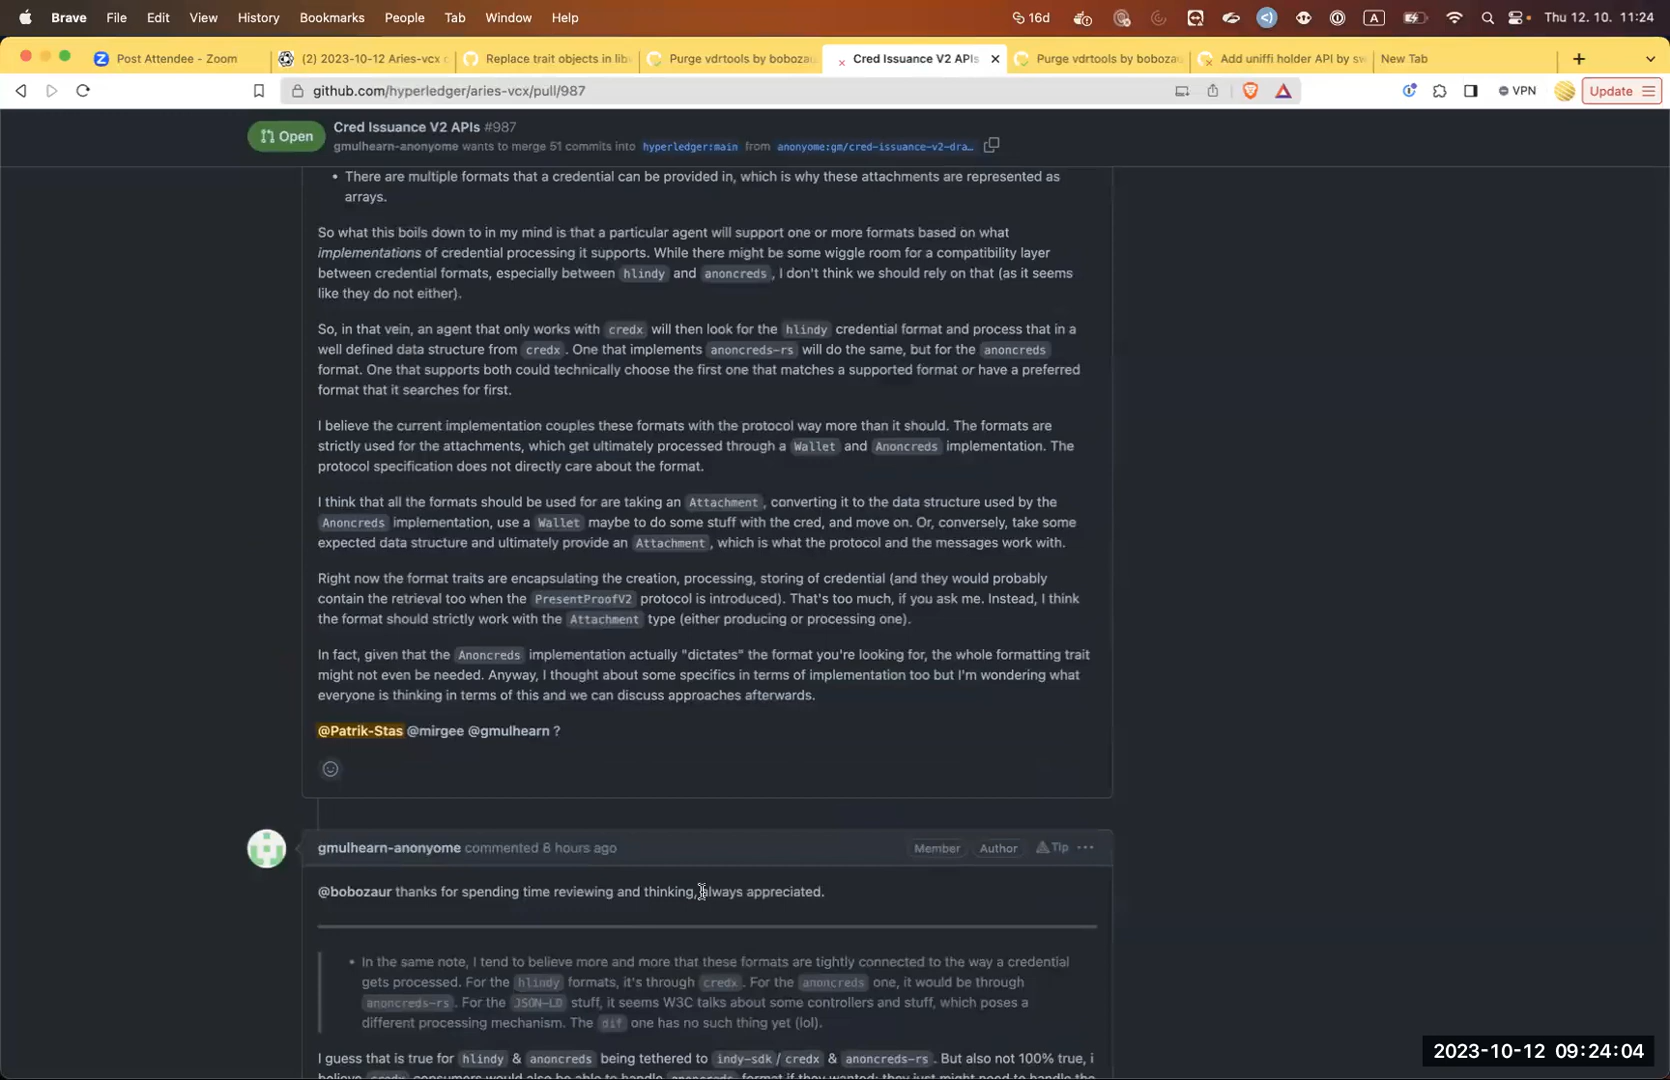 Brave File Edit View History Bookmarks People Tab Window Help 16d A Thu 12. 10. 11:24
Post Attendee - Zoom (2) 2023-10-12 Aries-vcx c Replace trait objects in lib Purge vdrtools by bobozau Cred Issuance V2 APIs Purge vdrtools by bobozau Add uniffi holder API by sw New Tab
github.com/hyperledger/aries-vcx/pull/987 VPN Update
Open Cred Issuance V2 APIs #987
gmulhearn-anonyome wants to merge 51 commits into hyperledger:main from anonyome:gm/cred-issuance-v2-dra…
• There are multiple formats that a credential can be provided in, which is why these attachments are represented as
arrays.
So what this boils down to in my mind is that a particular agent will support one or more formats based on what
implementations of credential processing it supports. While there might be some wiggle room for a compatibility layer
between credential formats, especially between hlindy and anoncreds, I don't think we should rely on that (as it seems
like they do not either).
So, in that vein, an agent that only works with credx will then look for the hlindy credential format and process that in a
well defined data structure from credx. One that implements anoncreds-rs will do the same, but for the anoncreds
format. One that supports both could technically choose the first one that matches a supported format or have a preferred
format that it searches for first.
I believe the current implementation couples these formats with the protocol way more than it should. The formats are
strictly used for the attachments, which get ultimately processed through a Wallet and Anoncreds implementation. The
protocol specification does not directly care about the format.
I think that all the formats should be used for are taking an Attachment, converting it to the data structure used by the
Anoncreds implementation, use a Wallet maybe to do some stuff with the cred, and move on. Or, conversely, take some
expected data structure and ultimately provide an Attachment, which is what the protocol and the messages work with.
Right now the format traits are encapsulating the creation, processing, storing of credential (and they would probably
contain the retrieval too when the PresentProofV2 protocol is introduced). That's too much, if you ask me. Instead, I think
the format should strictly work with the Attachment type (either producing or processing one).
In fact, given that the Anoncreds implementation actually "dictates" the format you're looking for, the whole formatting trait
might not even be needed. Anyway, I thought about some specifics in terms of implementation too but I'm wondering what
everyone is thinking in terms of this and we can discuss approaches afterwards.
@Patrik-Stas @mirgee @gmulhearn ?
gmulhearn-anonyome commented 8 hours ago Member Author Tip
@bobozaur thanks for spending time reviewing and thinking, always appreciated.
• In the same note, I tend to believe more and more that these formats are tightly connected to the way a credential
gets processed. For the hlindy formats, it's through credx. For the anoncreds one, it would be through
anoncreds-rs. For the JSON-LD stuff, it seems W3C talks about some controllers and stuff, which poses a
different processing mechanism. The dif one has no such thing yet (lol).
I guess that is true for hlindy & anoncreds being tethered to indy-sdk/credx & anoncreds-rs. But also not 100% true, i
believe credx consumers would also be able to handle anoncreds format if they wanted; they just might need to handle the
2023-10-12 09:24:04